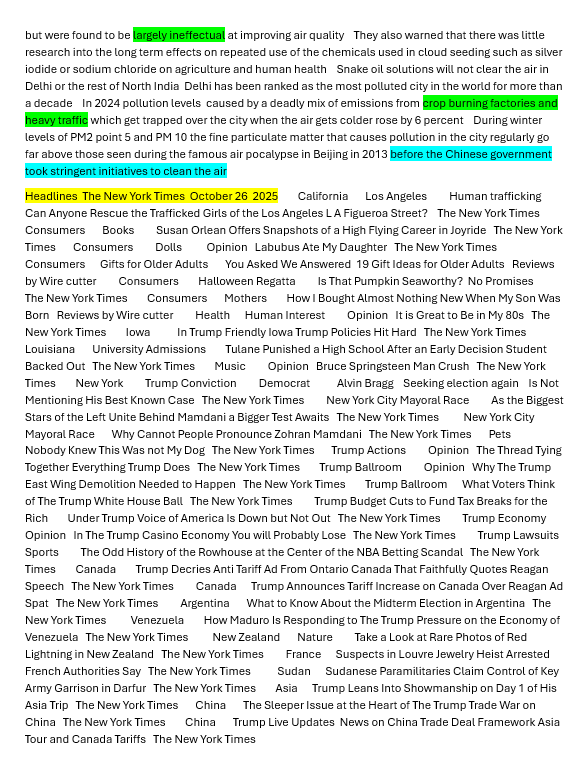 but were found to be largely ineffectual at improving air quality They also warned that there was little
research into the long term effects on repeated use of the chemicals used in cloud seeding such as silver
iodide or sodium chloride on agriculture and human health Snake oil solutions will not clear the air in
Delhi or the rest of North India Delhi has been ranked as the most polluted city in the world for more than
a decade In 2024 pollution levels caused by a deadly mix of emissions from crop burning factories and
heavy traffic which get trapped over the city when the air gets colder rose by 6 percent During winter
levels of PM2 point 5 and PM 10 the fine particulate matter that causes pollution in the city regularly go
far above those seen during the famous air pocalypse in Beijing in 2013 before the Chinese government
took stringent initiatives to clean the air
Headlines The New York Times October 26 2025 California Los Angeles Human trafficking
Can Anyone Rescue the Trafficked Girls of the Los Angeles L A Figueroa Street? The New York Times
Consumers Books Susan Orlean Offers Snapshots of a High Flying Career in Joyride The New York
Times Consumers Dolls Opinion Labubus Ate My Daughter The New York Times
Consumers Gifts for Older Adults You Asked We Answered 19 Gift Ideas for Older Adults Reviews
by Wire cutter Consumers Halloween Regatta Is That Pumpkin Seaworthy? No Promises
The New York Times Consumers Mothers How I Bought Almost Nothing New When My Son Was
Born Reviews by Wire cutter Health Human Interest Opinion It is Great to Be in My 80s The
New York Times Iowa In Trump Friendly Iowa Trump Policies Hit Hard The New York Times
Louisiana University Admissions Tulane Punished a High School After an Early Decision Student
Backed Out The New York Times Music Opinion Bruce Springsteen Man Crush The New York
Times New York Trump Conviction Democrat Alvin Bragg Seeking election again Is Not
Mentioning His Best Known Case The New York Times New York City Mayoral Race As the Biggest
Stars of the Left Unite Behind Mamdani a Bigger Test Awaits The New York Times New York City
Mayoral Race Why Cannot People Pronounce Zohran Mamdani The New York Times Pets
Nobody Knew This Was not My Dog The New York Times Trump Actions Opinion The Thread Tying
Together Everything Trump Does The New York Times Trump Ballroom Opinion Why The Trump
East Wing Demolition Needed to Happen The New York Times Trump Ballroom What Voters Think
of The Trump White House Ball The New York Times Trump Budget Cuts to Fund Tax Breaks for the
Rich Under Trump Voice of America Is Down but Not Out The New York Times Trump Economy
Opinion In The Trump Casino Economy You will Probably Lose The New York Times Trump Lawsuits
Sports The Odd History of the Rowhouse at the Center of the NBA Betting Scandal The New York
Times Canada Trump Decries Anti Tariff Ad From Ontario Canada That Faithfully Quotes Reagan
Speech The New York Times Canada Trump Announces Tariff Increase on Canada Over Reagan Ad
Spat The New York Times Argentina What to Know About the Midterm Election in Argentina The
New York Times Venezuela How Maduro Is Responding to The Trump Pressure on the Economy of
Venezuela The New York Times New Zealand Nature Take a Look at Rare Photos of Red
Lightning in New Zealand The New York Times France Suspects in Louvre Jewelry Heist Arrested
French Authorities Say The New York Times Sudan Sudanese Paramilitaries Claim Control of Key
Army Garrison in Darfur The New York Times Asia Trump Leans Into Showmanship on Day 1 of His
Asia Trip The New York Times China The Sleeper Issue at the Heart of The Trump Trade War on
China The New York Times China Trump Live Updates News on China Trade Deal Framework Asia
Tour and Canada Tariffs The New York Times